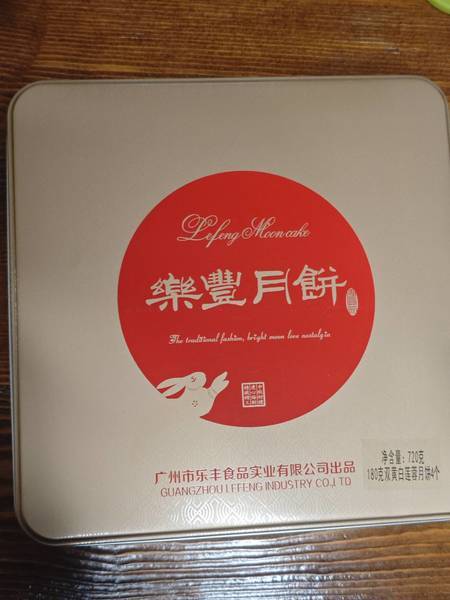 Lefeng Moon cake
樂豐月餅
The traditional fashion, bright moon love nostalgia
广州市乐丰食品实业有限公司出品
GUANGZHOU LEFENG INDUSTRY CO.,LTD
净含量：720克
180克双黄白莲蓉月饼4个